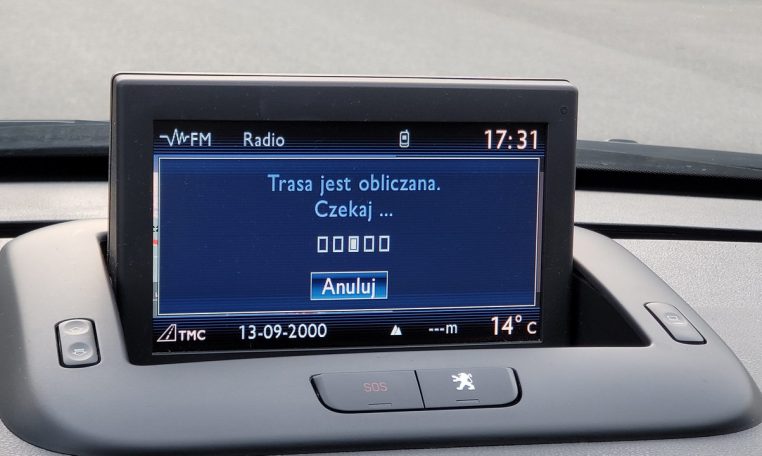 FM Radio 17:31
Trasa jest obliczana.
Czekaj ...
Anuluj
TMC 13-09-2000 ---m 14°C
SOS